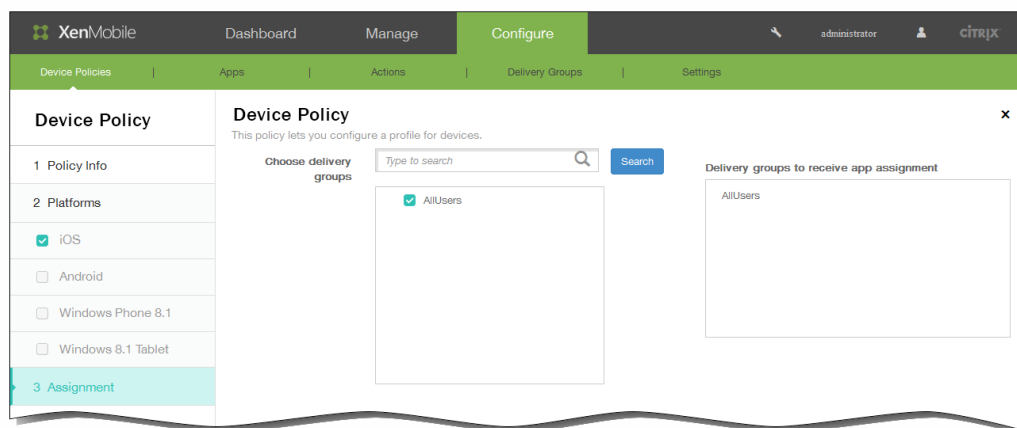 XenMobile Dashboard Manage Configure administrator CITRIX
Device Policies | Apps | Actions | Delivery Groups | Settings
Device Policy
1 Policy Info
2 Platforms
iOS
Android
Windows Phone 8.1
Windows 8.1 Tablet
3 Assignment
Device Policy x
This policy lets you configure a profile for devices.
Choose delivery
groups
Type to search
Search
AllUsers
Delivery groups to receive app assignment
AllUsers